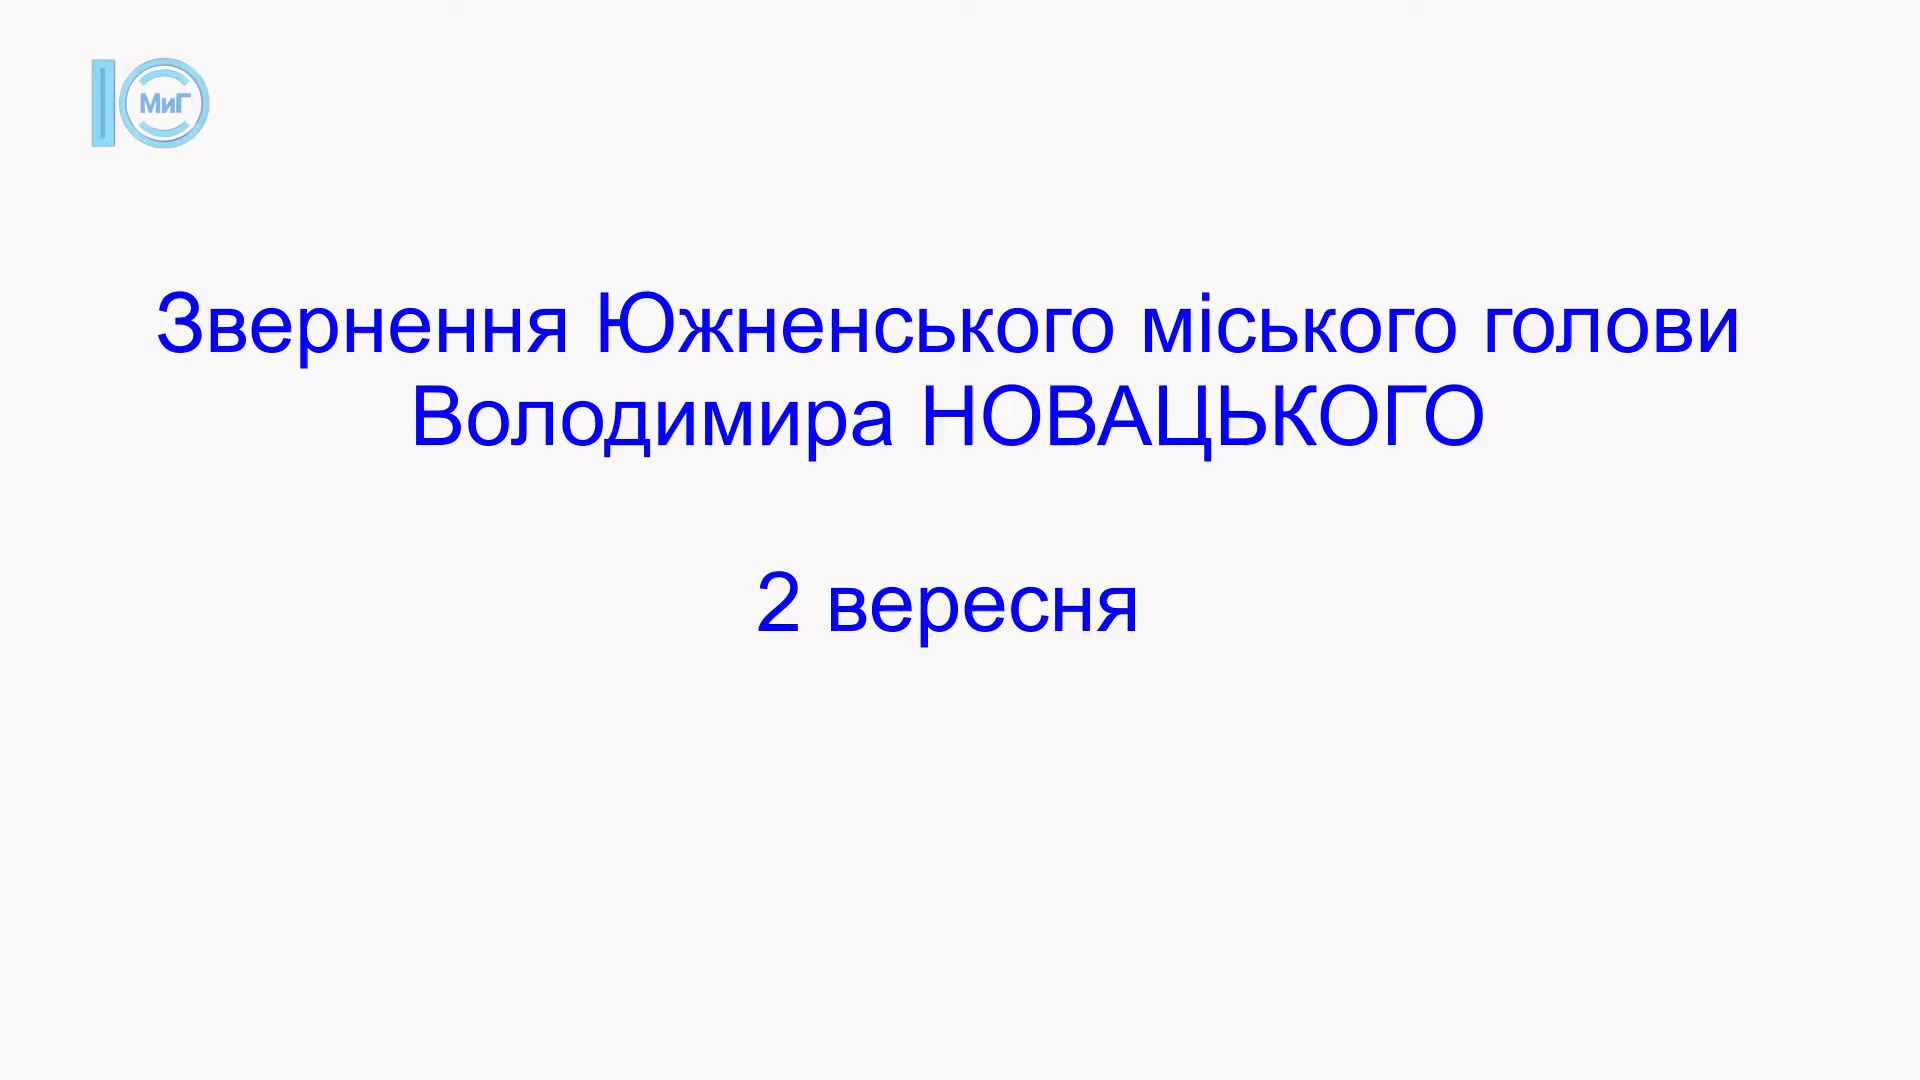 МиГ
Звернення Южненського міського голови
Володимира НОВАЦЬКОГО
2 вересня